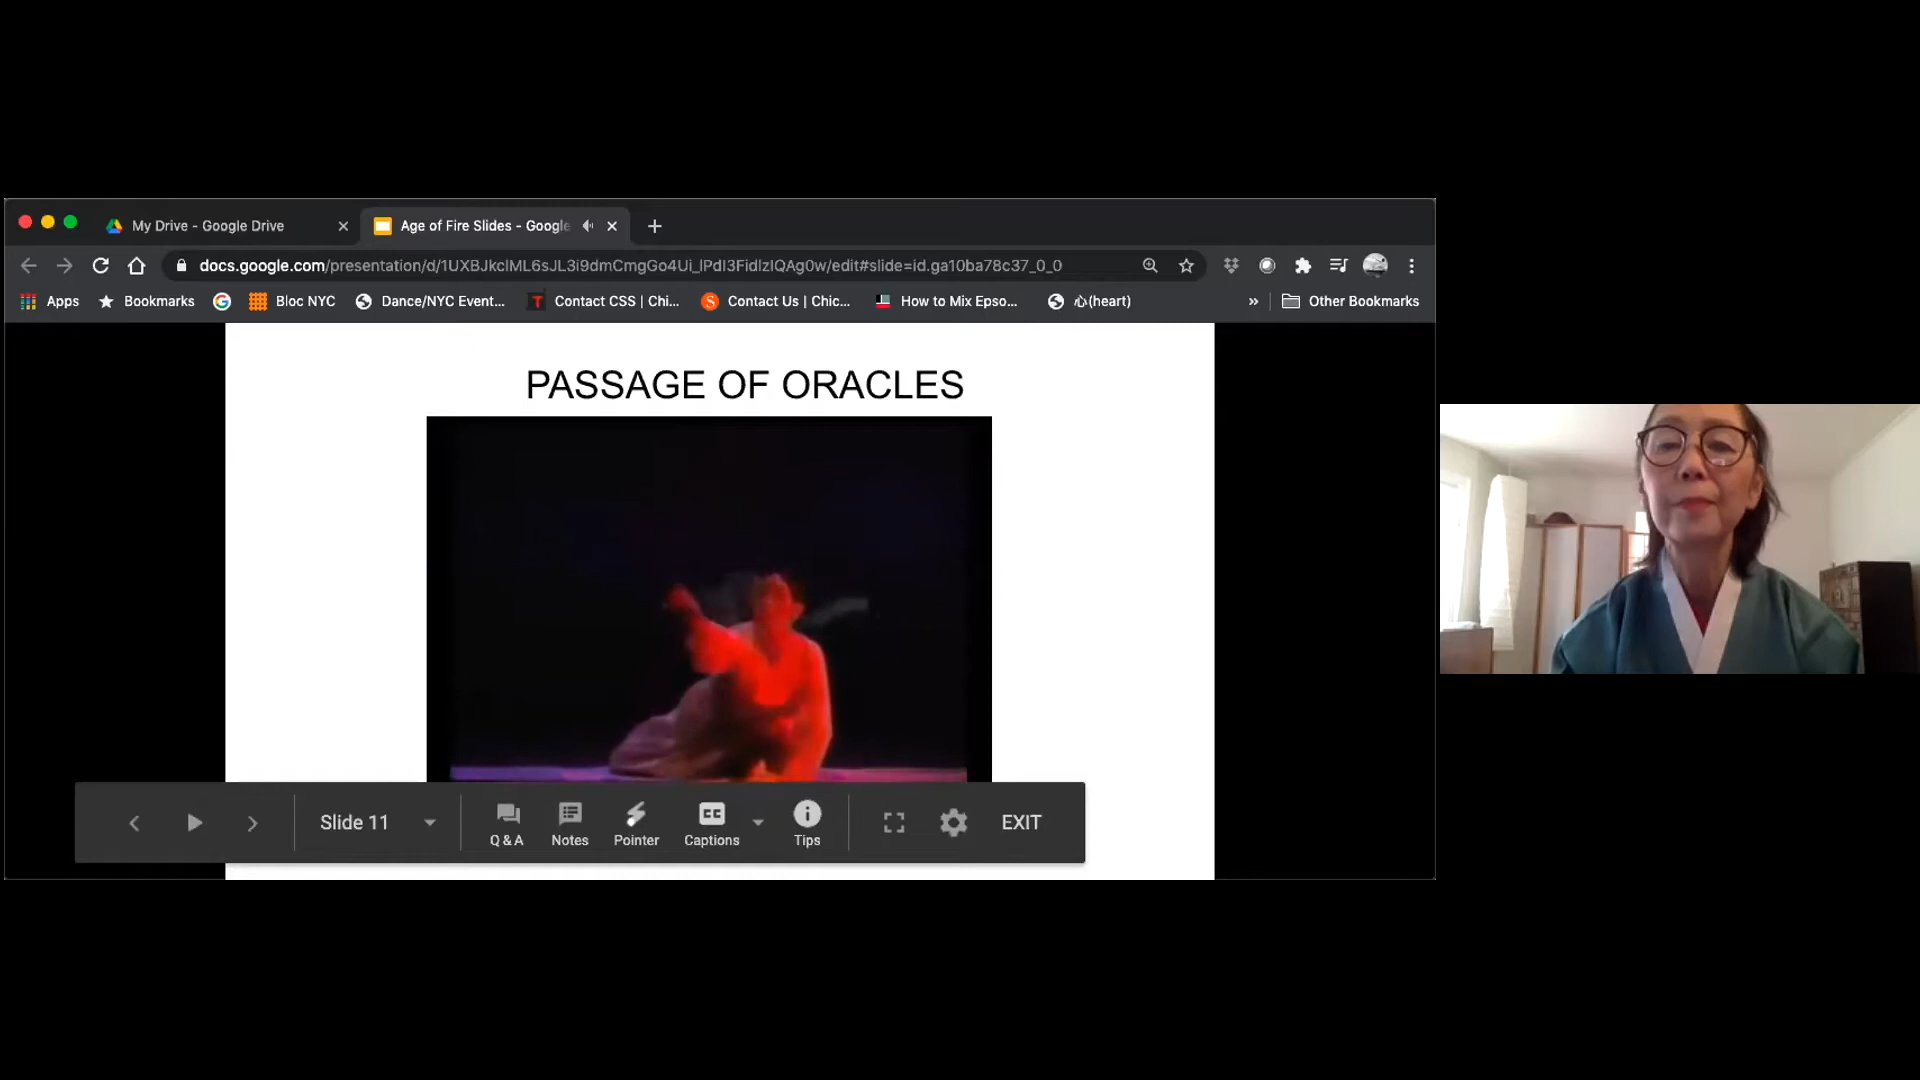 My Drive - Google Drive
Age of Fire Slides - Google
docs.google.com/presentation/d/1UXBJkclML6sJL3i9dmCmgGo4Ui_lPdI3FidlzIQAg0w/edit#slide=id.ga10ba78c37_0_0
Apps
Bookmarks
Bloc NYC
Dance/NYC Event...
Contact CSS | Chi...
Contact Us | Chic...
How to Mix Epso...
心(heart)
»
Other Bookmarks
PASSAGE OF ORACLES
Slide 11
Q & A
Notes
Pointer
CC
Captions
Tips
EXIT